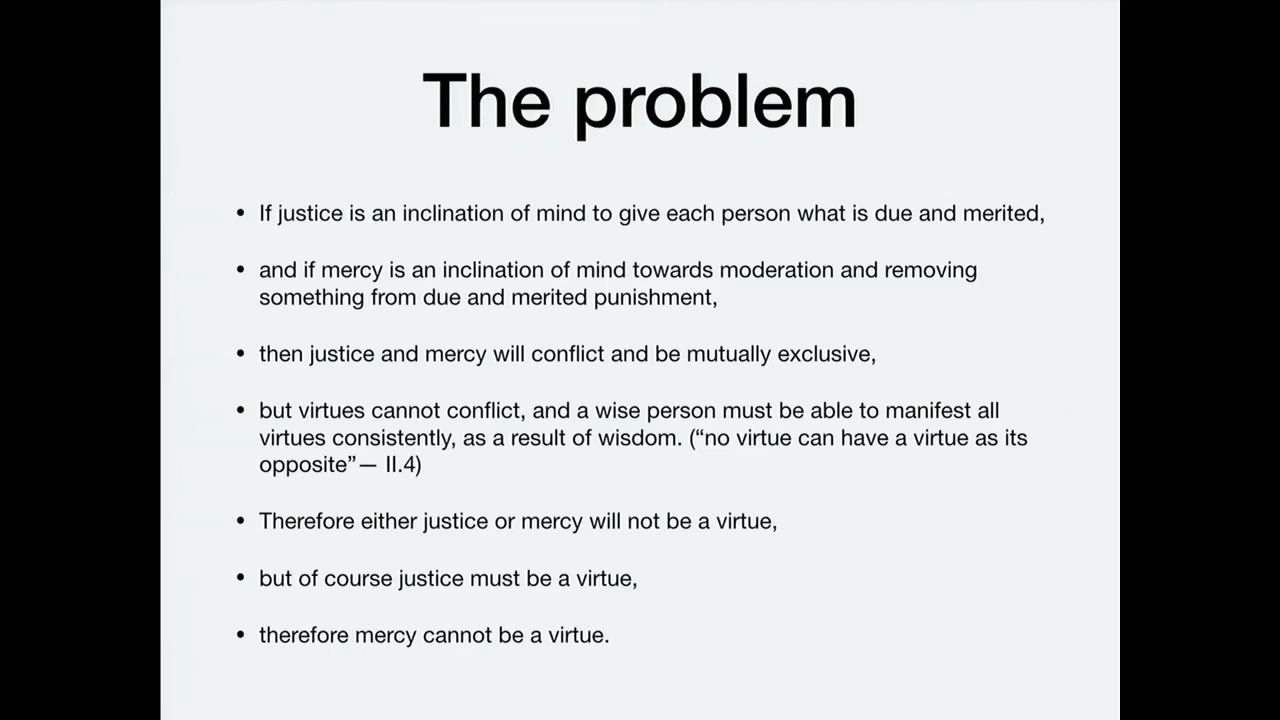 The problem
• If justice is an inclination of mind to give each person what is due and merited,
• and if mercy is an inclination of mind towards moderation and removing
something from due and merited punishment,
• then justice and mercy will conflict and be mutually exclusive,
• but virtues cannot conflict, and a wise person must be able to manifest all
virtues consistently, as a result of wisdom. (“no virtue can have a virtue as its
opposite”— II.4)
• Therefore either justice or mercy will not be a virtue,
• but of course justice must be a virtue,
• therefore mercy cannot be a virtue.